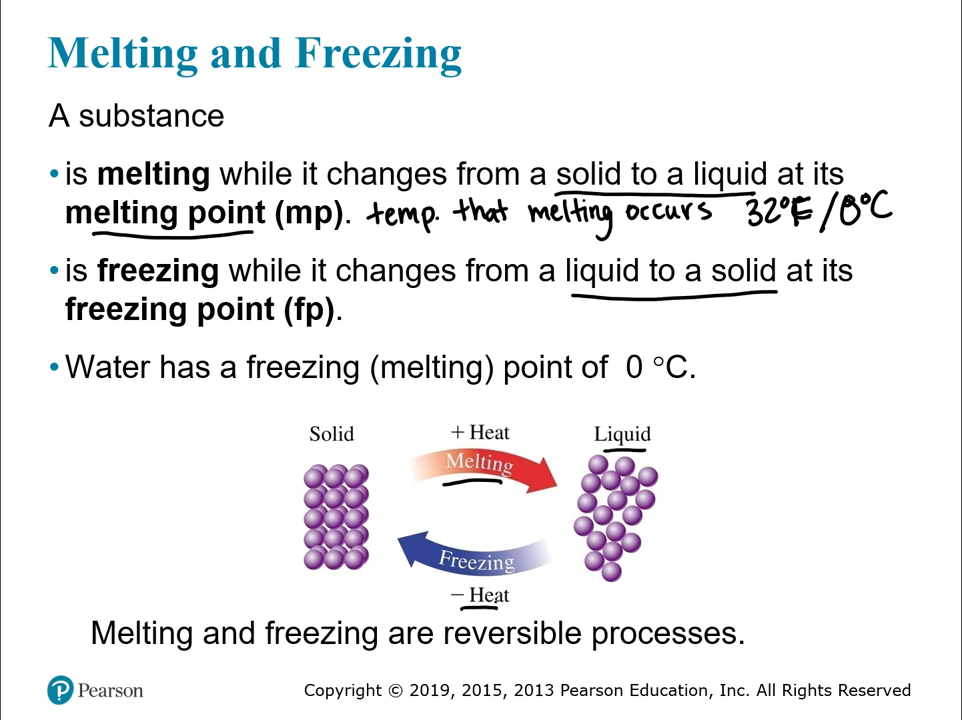 Melting and Freezing
A substance
• is melting while it changes from a solid to a liquid at its
melting point (mp). temp. that melting occurs 32°F/0°C
• is freezing while it changes from a liquid to a solid at its
freezing point (fp).
• Water has a freezing (melting) point of 0 °C.
Solid + Heat Liquid
Melting
Freezing
− Heat
Melting and freezing are reversible processes.
P Pearson Copyright © 2019, 2015, 2013 Pearson Education, Inc. All Rights Reserved